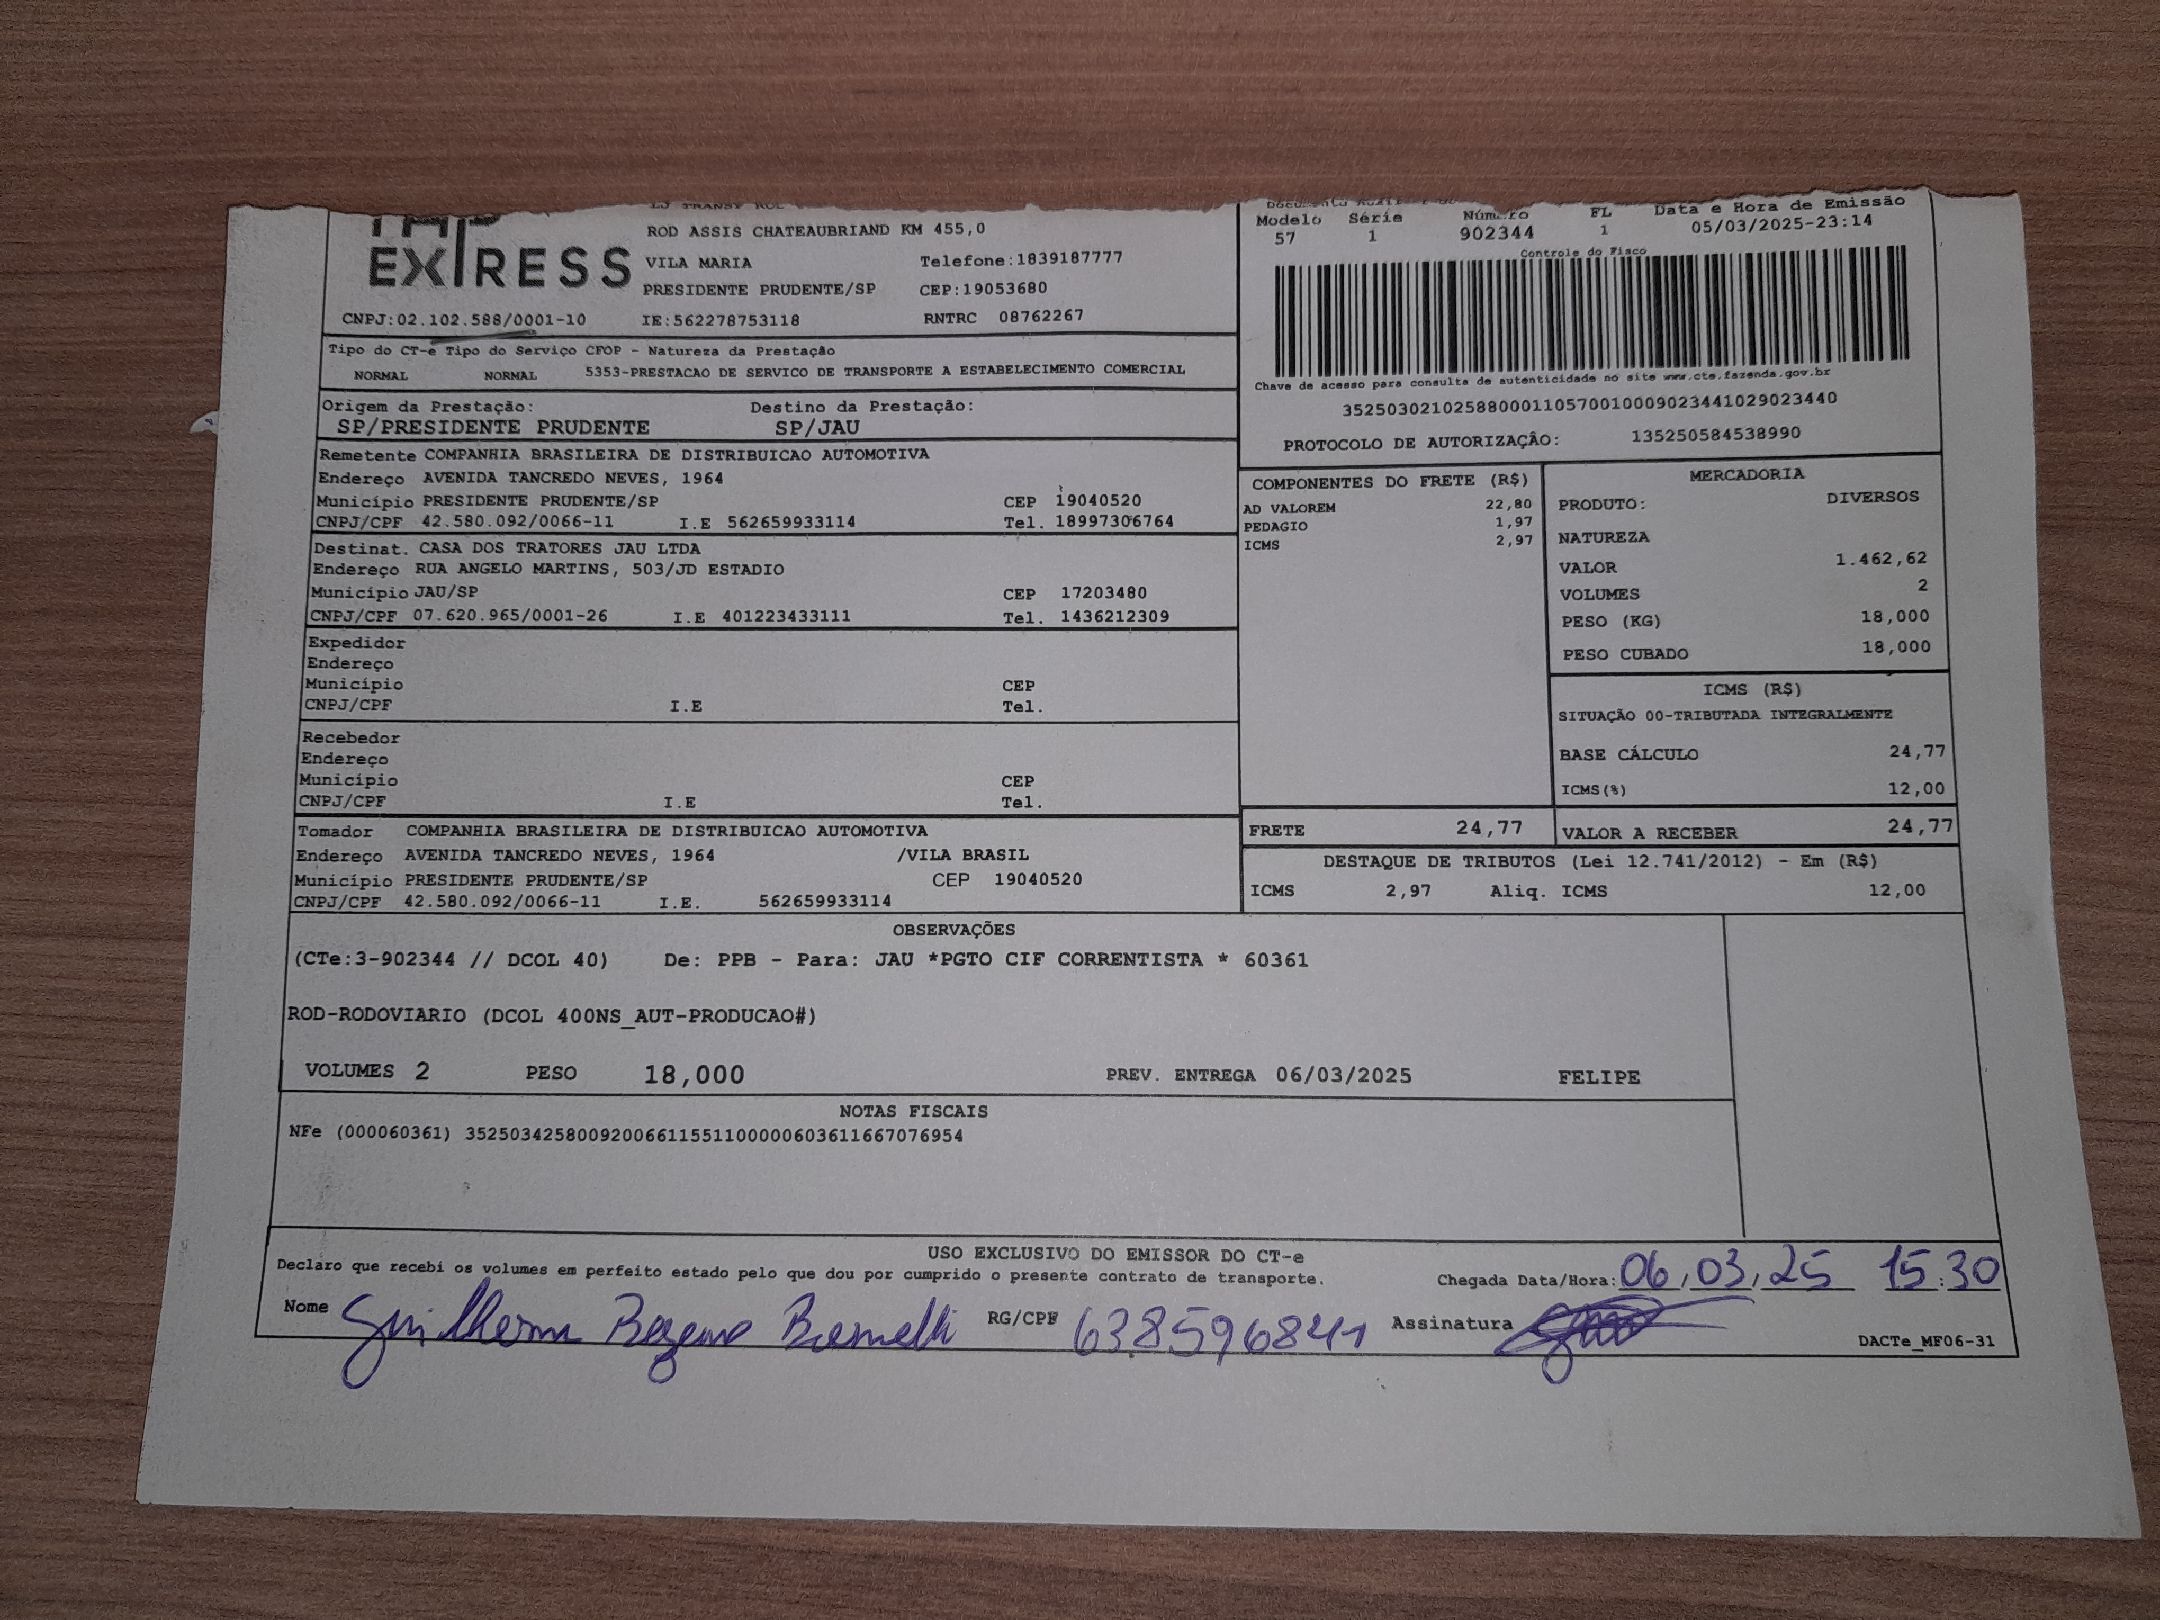 EXPRESS
ROD ASSIS CHATEAUBRIAND KM 455,0
VILA MARIA Telefone:1839187777
PRESIDENTE PRUDENTE/SP CEP:19053680
CNPJ:02.102.588/0001-10 IE:562278753118 RNTRC 08762267
Modelo Série Número FL Data e Hora de Emissão
57 1 902344 1 05/03/2025-23:14
Controle do Fisco
Chave de acesso para consulta de autenticidade no site www.cte.fazenda.gov.br
35250302102588000110570010009023441029023440
PROTOCOLO DE AUTORIZAÇÃO: 135250584538990
Tipo do CT-e Tipo do Serviço CFOP - Natureza da Prestação
NORMAL NORMAL 5353-PRESTACAO DE SERVICO DE TRANSPORTE A ESTABELECIMENTO COMERCIAL
Origem da Prestação: Destino da Prestação:
SP/PRESIDENTE PRUDENTE SP/JAU
Remetente COMPANHIA BRASILEIRA DE DISTRIBUICAO AUTOMOTIVA
Endereço AVENIDA TANCREDO NEVES, 1964
Município PRESIDENTE PRUDENTE/SP CEP 19040520
CNPJ/CPF 42.580.092/0066-11 I.E 562659933114 Tel. 18997306764
Destinat. CASA DOS TRATORES JAU LTDA
Endereço RUA ANGELO MARTINS, 503/JD ESTADIO
Município JAU/SP CEP 17203480
CNPJ/CPF 07.620.965/0001-26 I.E 401223433111 Tel. 1436212309
Expedidor
Endereço
Município CEP
CNPJ/CPF I.E Tel.
Recebedor
Endereço
Município CEP
CNPJ/CPF I.E Tel.
Tomador COMPANHIA BRASILEIRA DE DISTRIBUICAO AUTOMOTIVA
Endereço AVENIDA TANCREDO NEVES, 1964 /VILA BRASIL
Município PRESIDENTE PRUDENTE/SP CEP 19040520
CNPJ/CPF 42.580.092/0066-11 I.E. 562659933114
COMPONENTES DO FRETE (R$)
AD VALOREM 22,80
PEDAGIO 1,97
ICMS 2,97
MERCADORIA
PRODUTO: DIVERSOS
NATUREZA
VALOR 1.462,62
VOLUMES 2
PESO (KG) 18,000
PESO CUBADO 18,000
ICMS (R$)
SITUAÇÃO 00-TRIBUTADA INTEGRALMENTE
BASE CÁLCULO 24,77
ICMS(%) 12,00
FRETE 24,77 VALOR A RECEBER 24,77
DESTAQUE DE TRIBUTOS (Lei 12.741/2012) - Em (R$)
ICMS 2,97 Aliq. ICMS 12,00
OBSERVAÇÕES
(CTe:3-902344 // DCOL 40) De: PPB - Para: JAU *PGTO CIF CORRENTISTA * 60361
ROD-RODOVIARIO (DCOL 400NS_AUT-PRODUCAO#)
VOLUMES 2 PESO 18,000 PREV. ENTREGA 06/03/2025 FELIPE
NOTAS FISCAIS
NFe (000060361) 35250342580092006611551100000603611667076954
USO EXCLUSIVO DO EMISSOR DO CT-e
Declaro que recebi os volumes em perfeito estado pelo que dou por cumprido o presente contrato de transporte. Chegada Data/Hora: 06,03,25 15:30
Nome Guilherme RG/CPF 638596841 Assinatura
DACTe_MF06-31